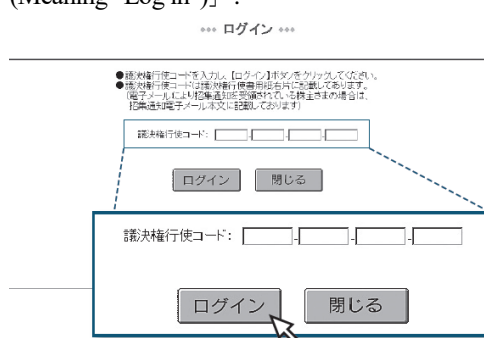 (Meaning "Log in")」.
*** ログイン ***
●議決権行使コードを入力し、【ログイン】ボタンをクリックしてください。
●議決権行使コードは議決権行使書用紙右片に記載してあります。
(電子メールにより招集通知を受領されている株主さまの場合は、
招集通知電子メール本文に記載しております)
議決権行使コード: - - -
ログイン 閉じる
議決権行使コード: - - -
ログイン 閉じる